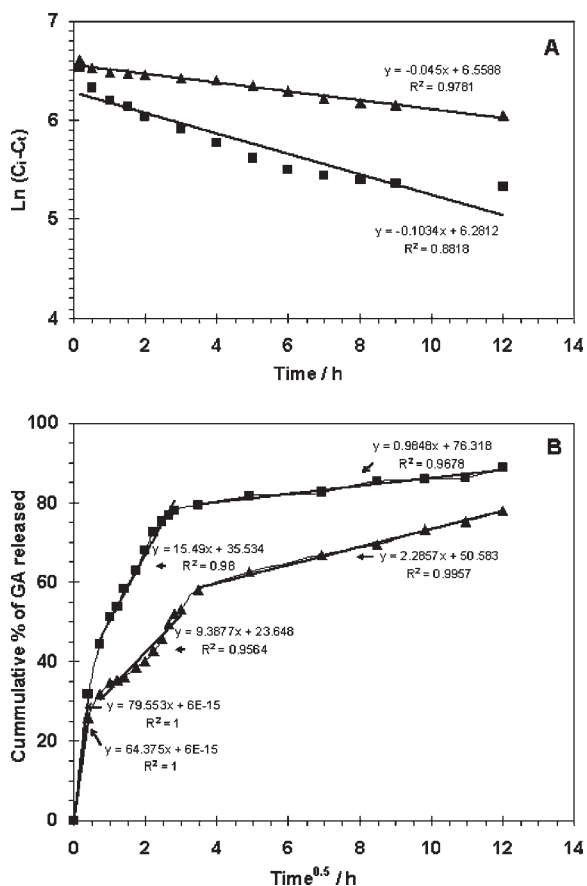 A
7
6
5
4
Ln (Ci-Ct)
y = -0.045x + 6.5588
R² = 0.9781
y = -0.1034x + 6.2812
R² = 0.8818
0 2 4 6 8 10 12 14
Time / h
B
100
80
60
40
20
0
Cummulative % of GA released
y = 0.9848x + 76.318
R² = 0.9678
y = 15.49x + 35.534
R² = 0.98
y = 2.2857x + 50.583
R² = 0.9957
y = 9.3877x + 23.648
R² = 0.9564
y = 79.553x + 6E-15
R² = 1
y = 64.375x + 6E-15
R² = 1
0 2 4 6 8 10 12 14
Time^0.5 / h